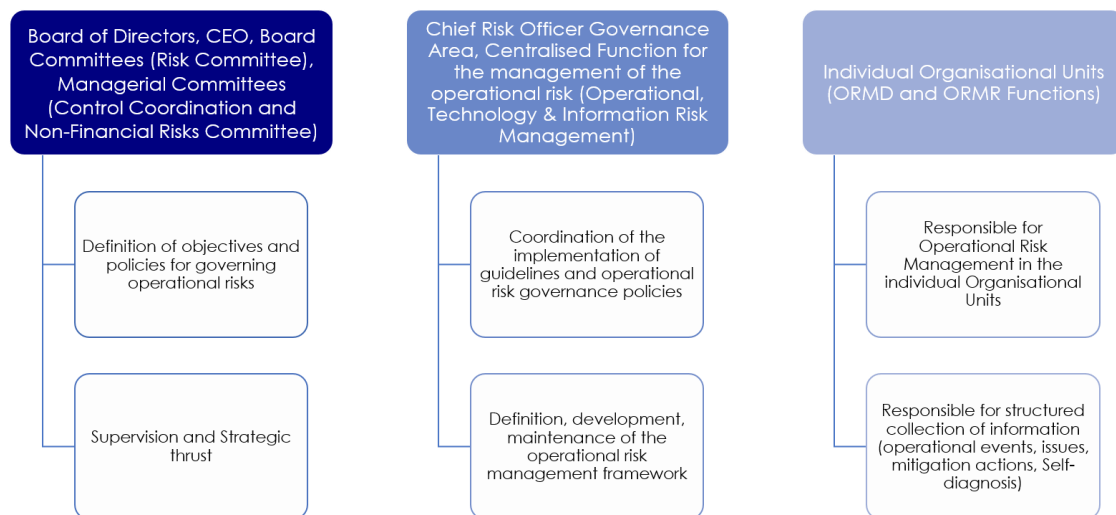 Board of Directors, CEO, Board
Committees (Risk Committee),
Managerial Committees
(Control Coordination and
Non-Financial Risks Committee)
Definition of objectives and
policies for governing
operational risks
Supervision and Strategic
thrust
Chief Risk Officer Governance
Area, Centralised Function for
the management of the
operational risk (Operational,
Technology & Information Risk
Management)
Coordination of the
implementation of
guidelines and operational
risk governance policies
Definition, development,
maintenance of the
operational risk
management framework
Individual Organisational Units
(ORMD and ORMR Functions)
Responsible for
Operational Risk
Management in the
individual Organisational
Units
Responsible for structured
collection of information
(operational events, issues,
mitigation actions, Self-
diagnosis)